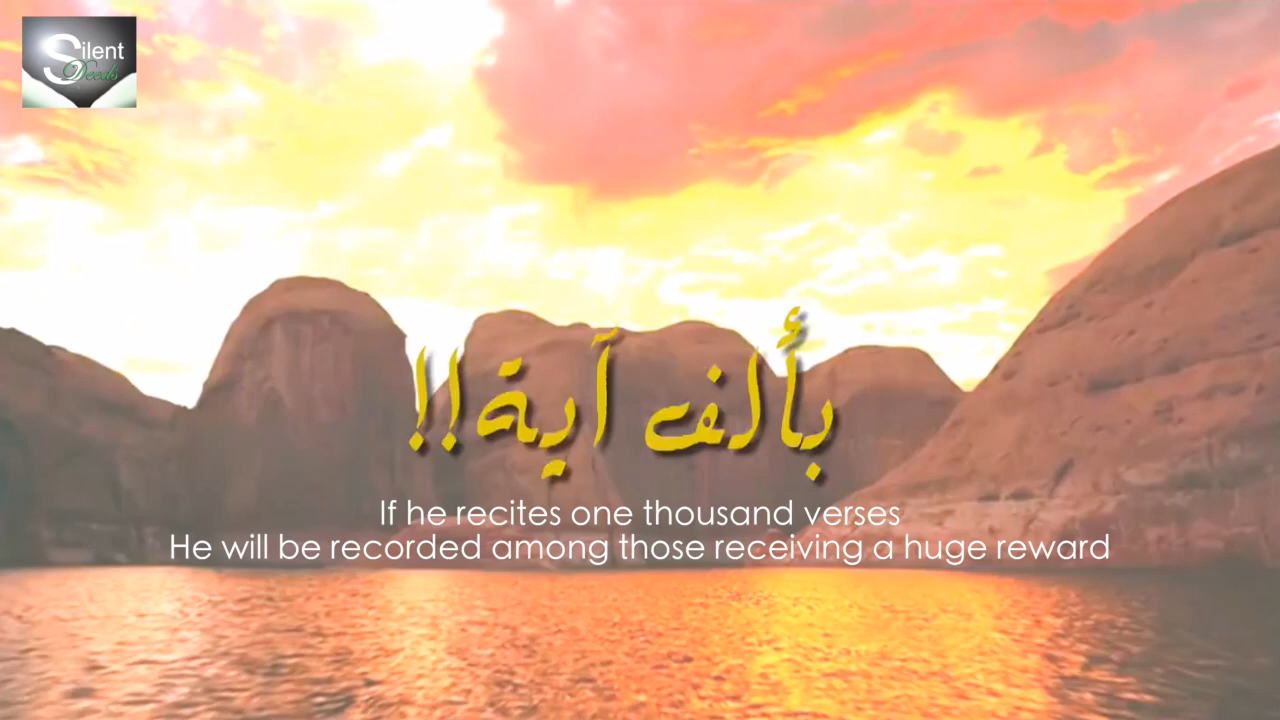 Silent
Deeds
بألف آية!!
If he recites one thousand verses
He will be recorded among those receiving a huge reward